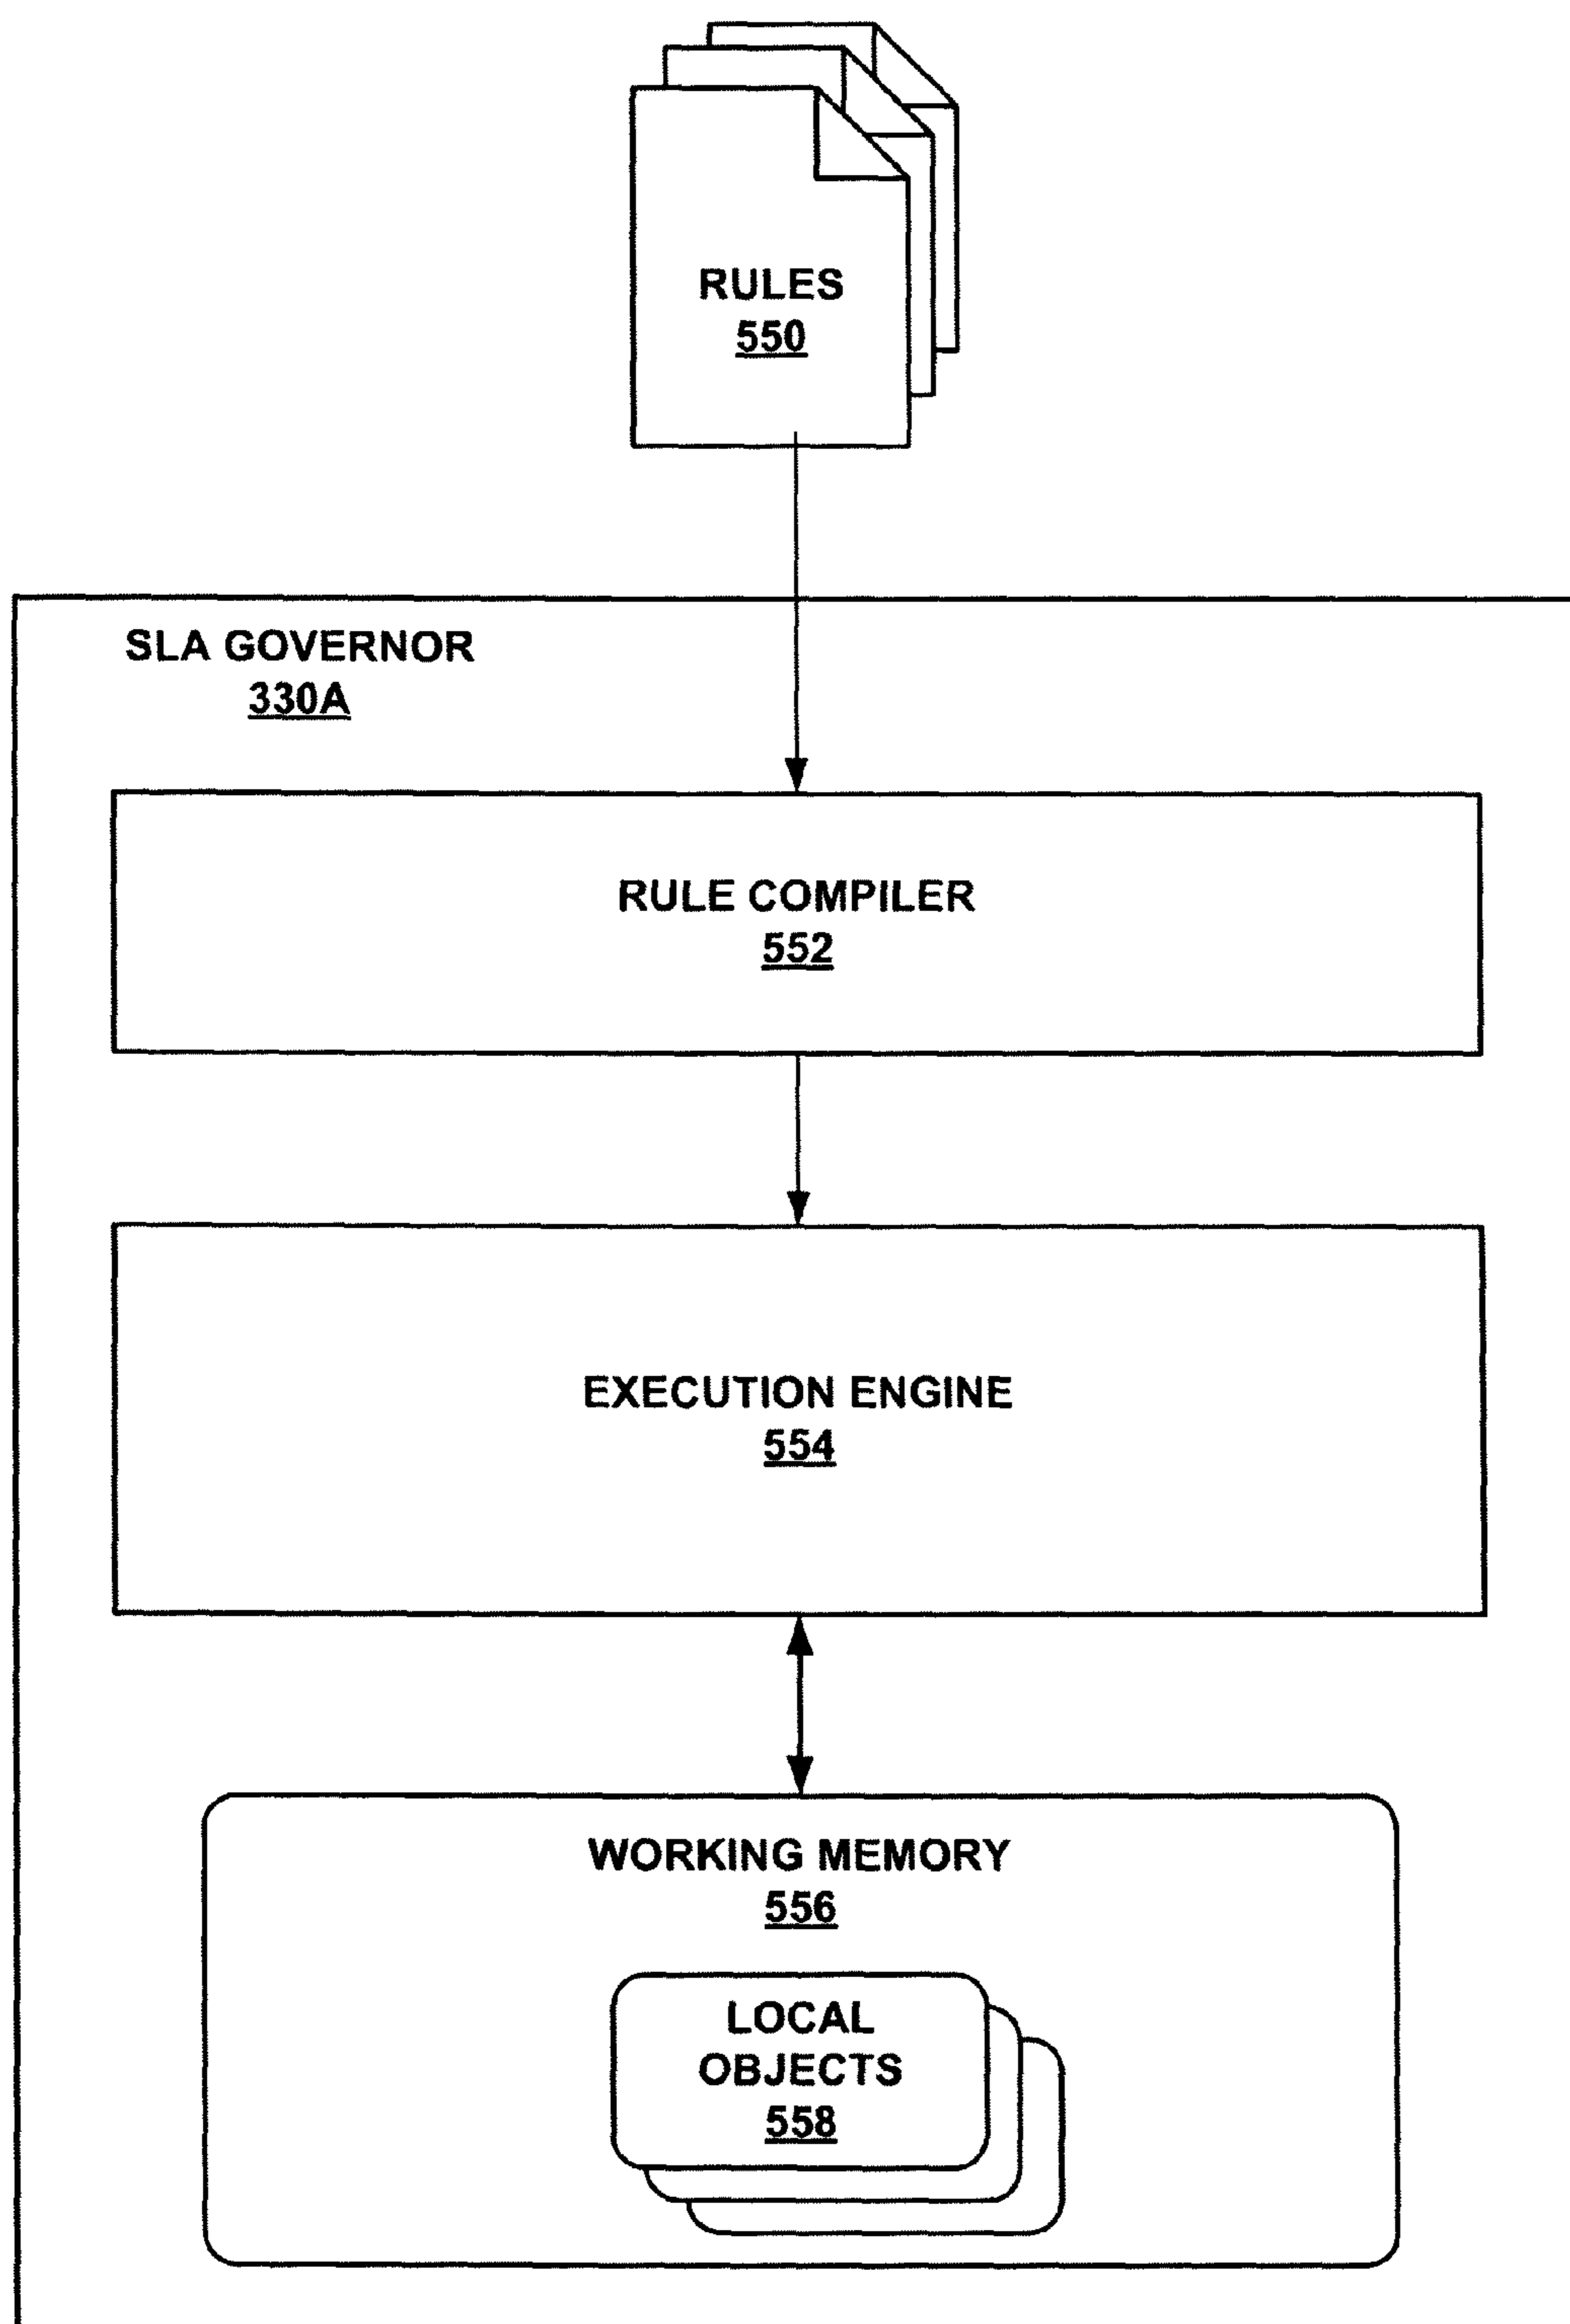 RULES
550
SLA GOVERNOR
330A
RULE COMPILER
552
EXECUTION ENGINE
554
WORKING MEMORY
556
LOCAL
OBJECTS
558